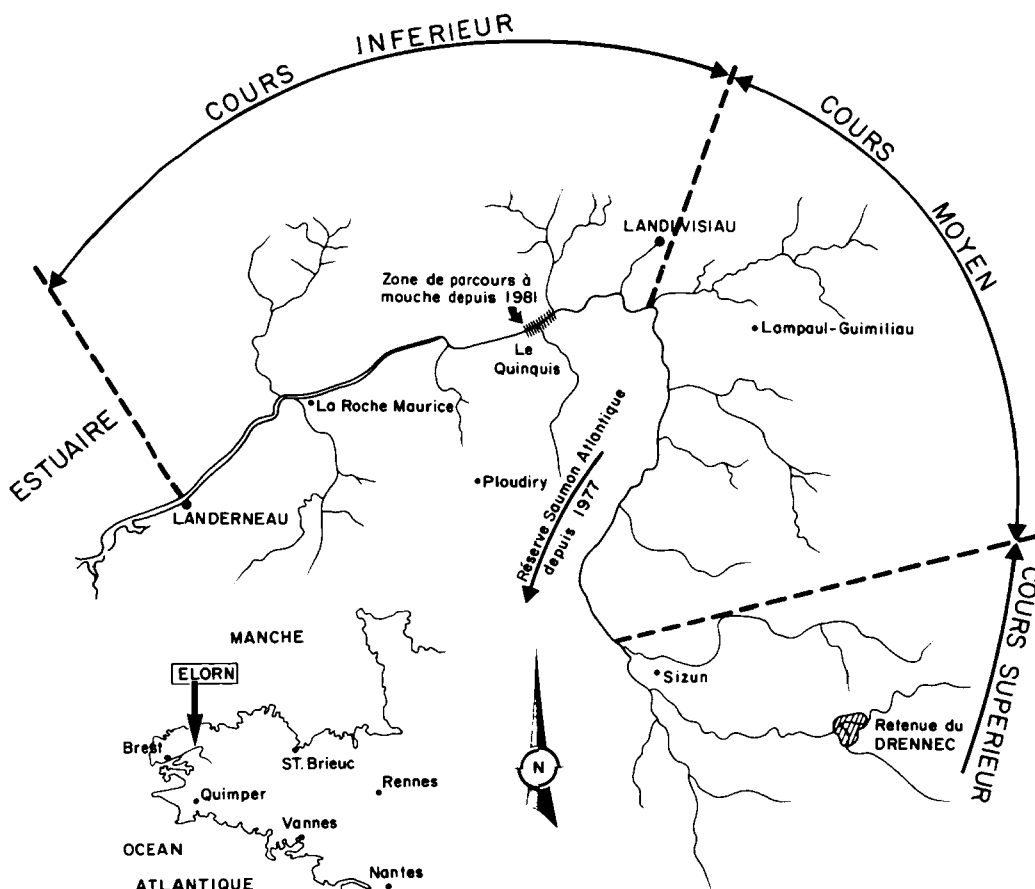 COURS INFERIEUR
COURS MOYEN
LANDIVISIAU
Zone de parcours à
mouche depuis 1981
Lampaul-Guimiliau
Le
Quinquis
La Roche Maurice
ESTUAIRE
Ploudiry
Réserve Saumon Atlantique
depuis 1977
LANDERNEAU
COURS SUPERIEUR
MANCHE
ELORN
Sizun
Retenue du
DRENNEC
Brest
ST. Brieuc
N
Quimper
Rennes
Vannes
OCEAN
ATLANTIQUE
Nantes